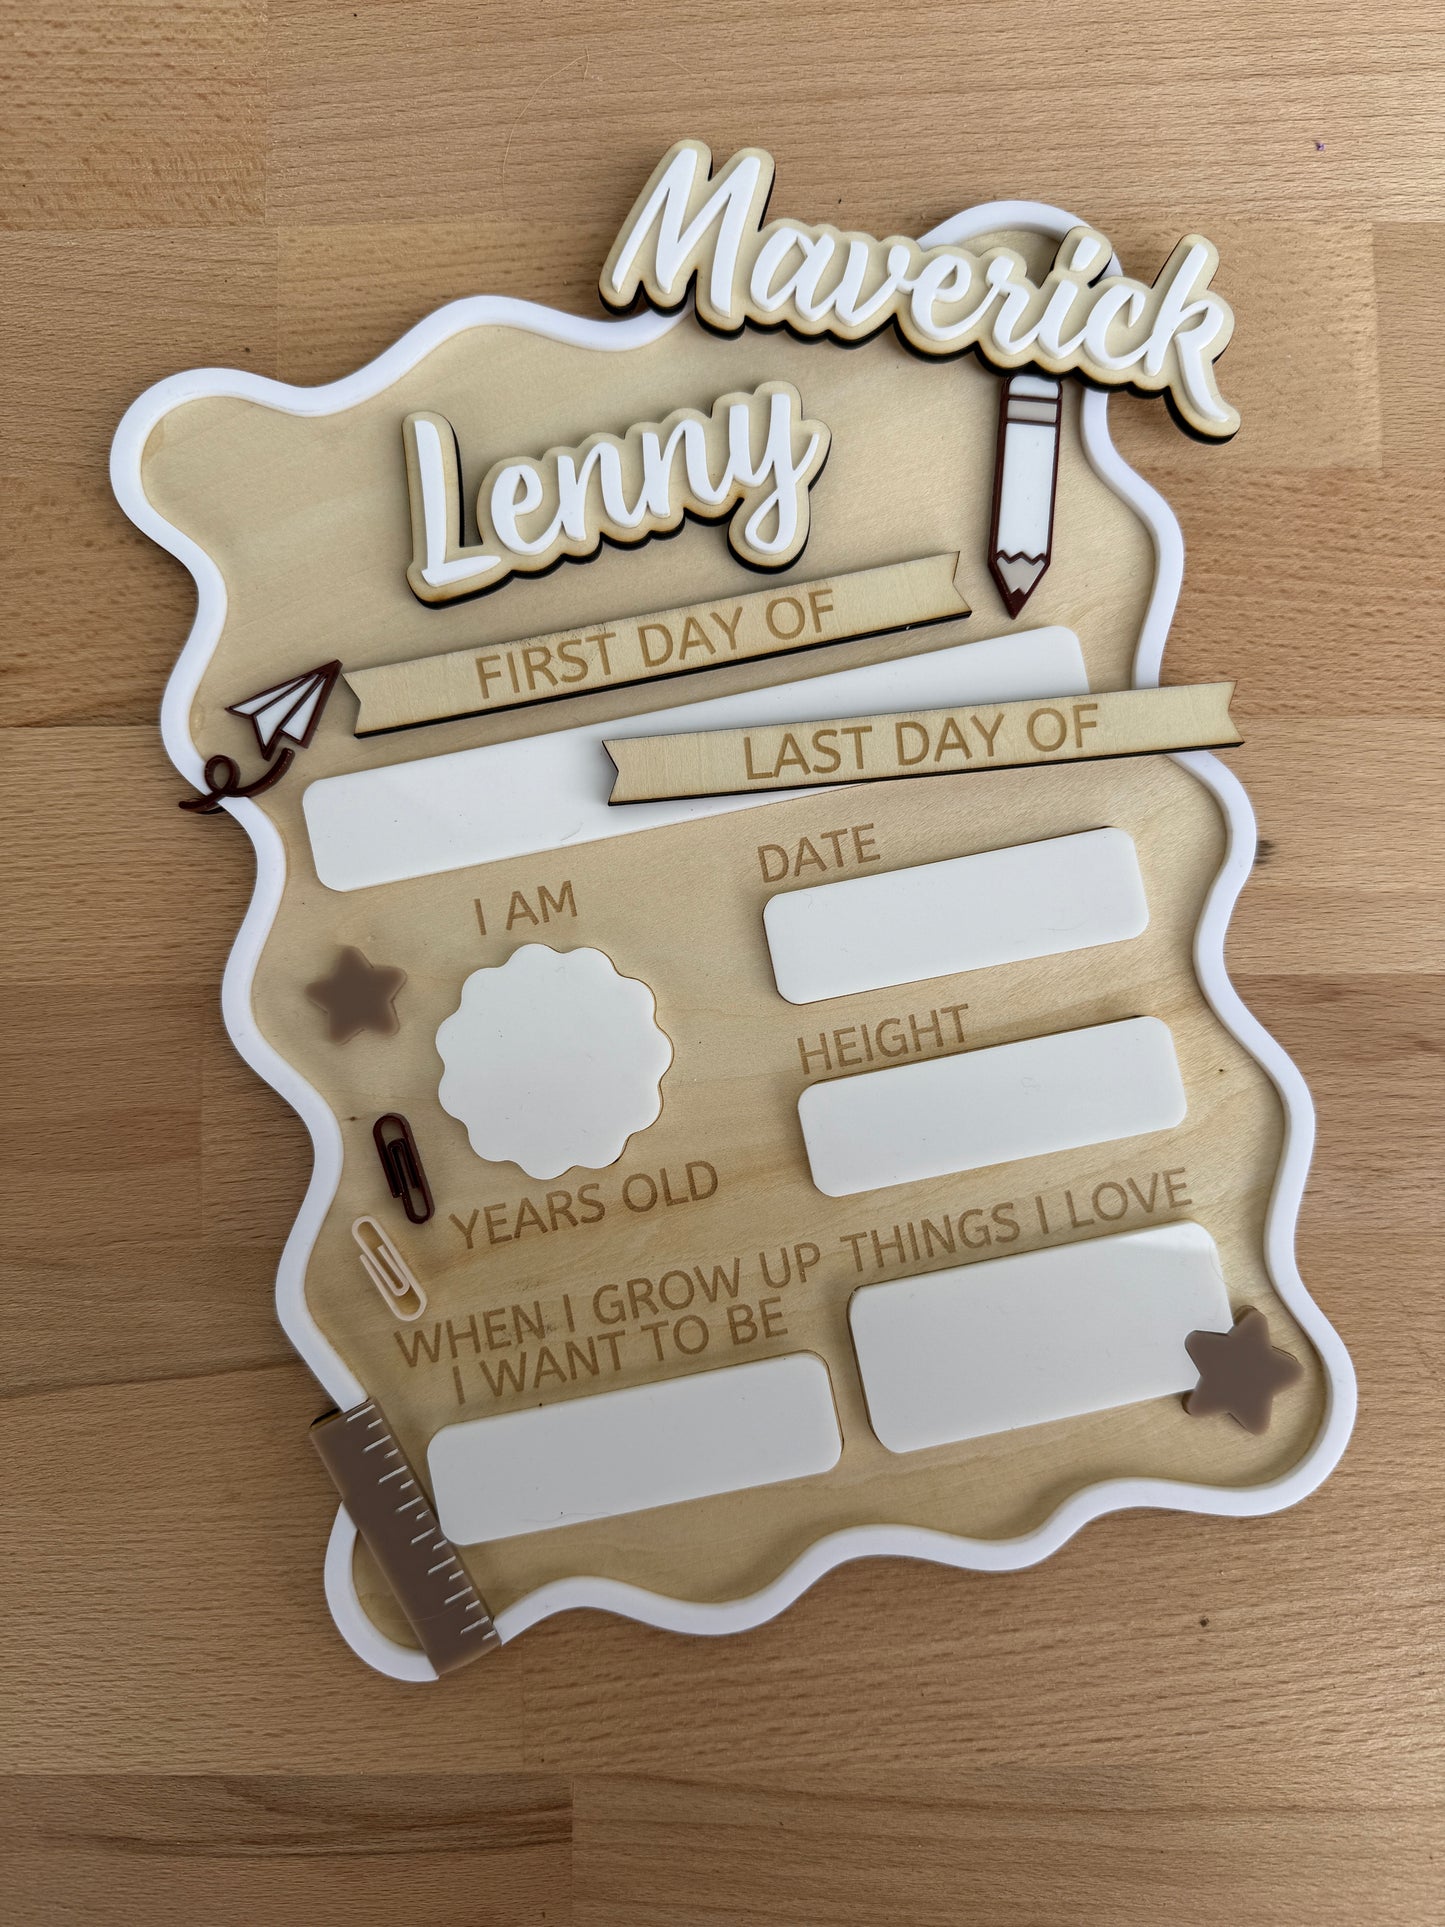 Maverick
Lenny
FIRST DAY OF
LAST DAY OF
DATE
I AM
HEIGHT
YEARS OLD
THINGS I LOVE
WHEN I GROW UP
I WANT TO BE